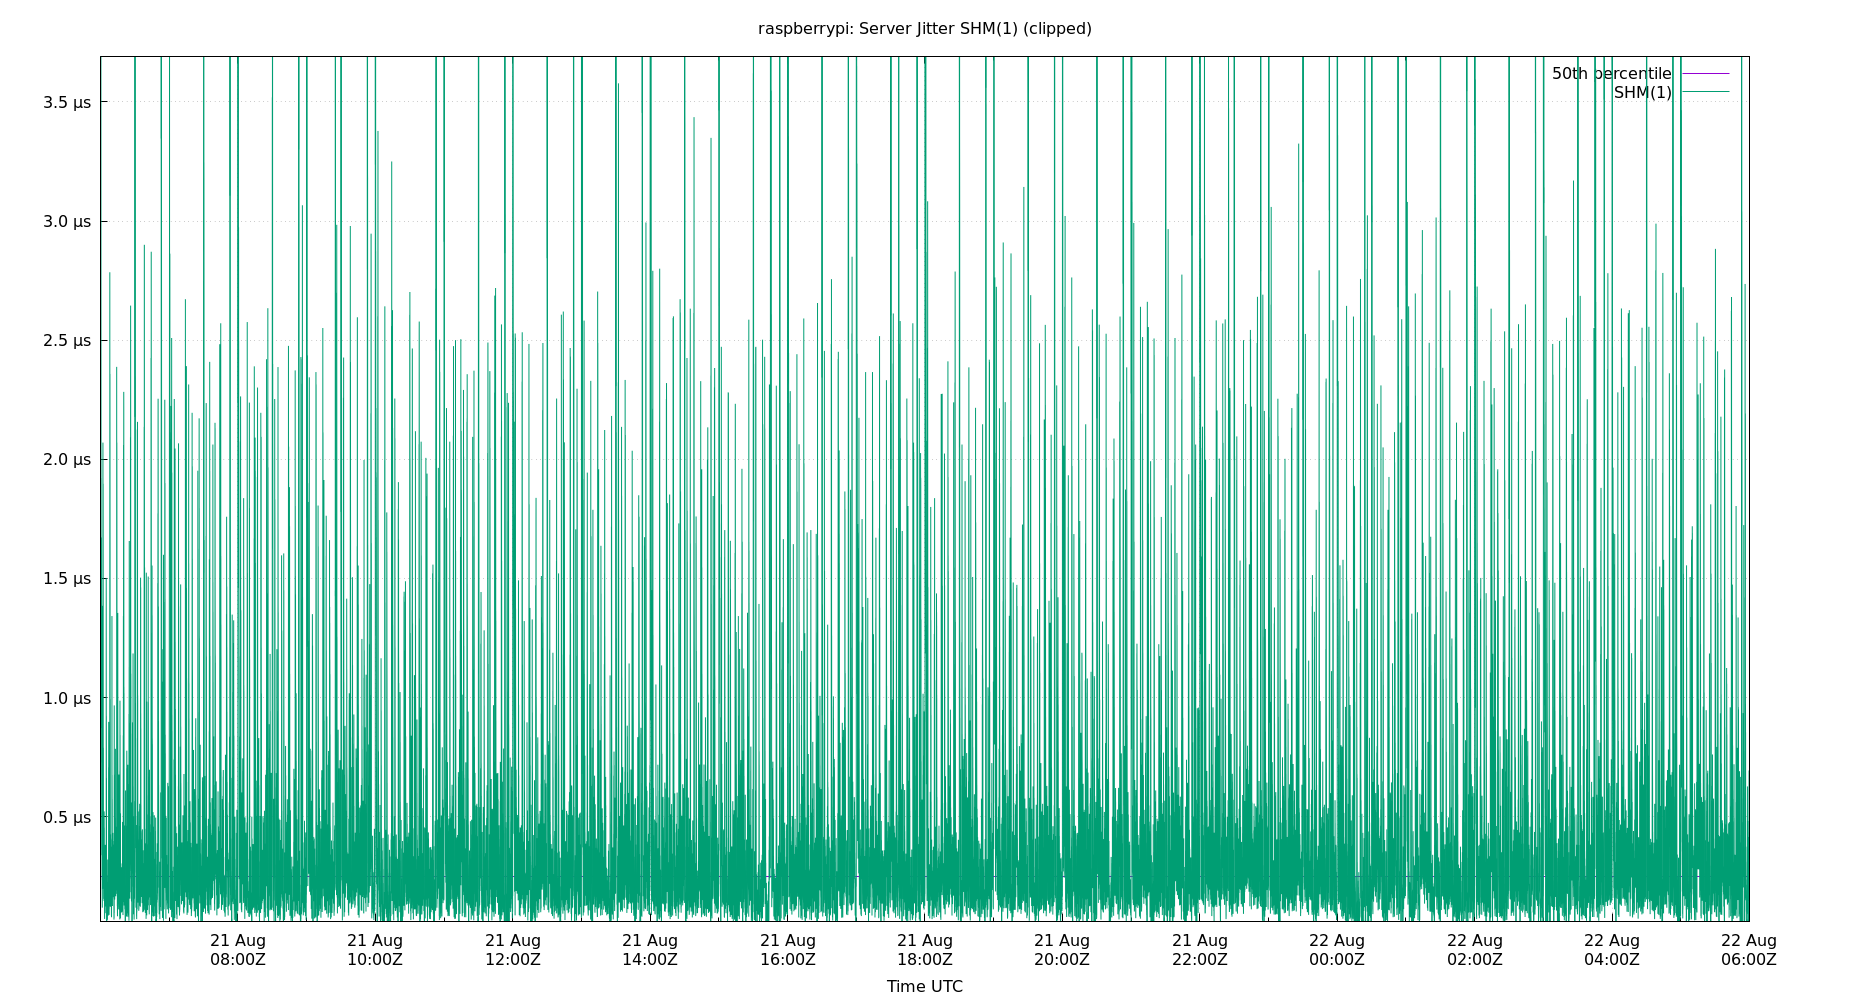 raspberrypi: Server Jitter SHM(1) (clipped)
50th percentile
SHM(1)
3.5 µs
3.0 µs
2.5 µs
2.0 µs
1.5 µs
1.0 µs
0.5 µs
21 Aug 21 Aug 21 Aug 21 Aug 21 Aug 21 Aug 21 Aug 21 Aug 22 Aug 22 Aug 22 Aug 22 Aug
08:00Z 10:00Z 12:00Z 14:00Z 16:00Z 18:00Z 20:00Z 22:00Z 00:00Z 02:00Z 04:00Z 06:00Z
Time UTC